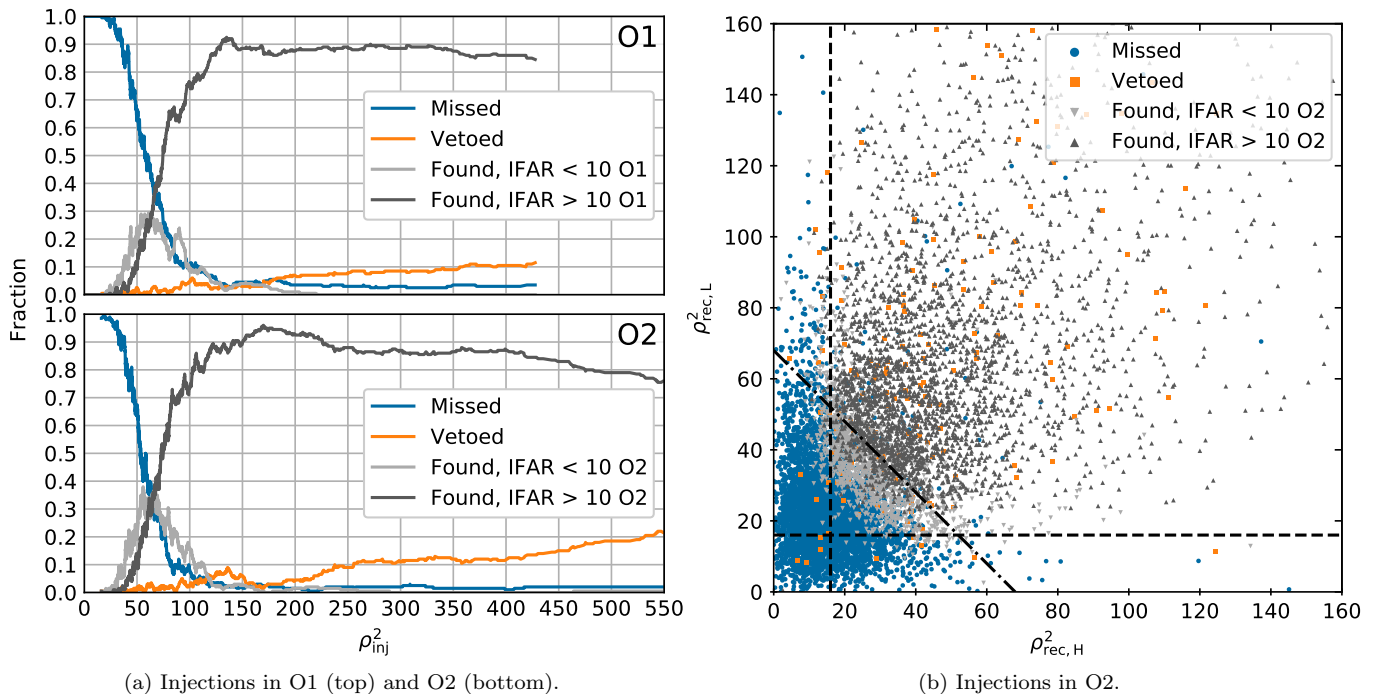 1.0
0.9
0.8
0.7
0.6
0.5
0.4
0.3
0.2
0.1
0.0
O1
Missed
Vetoed
Found, IFAR < 10 O1
Found, IFAR > 10 O1
Fraction
1.0
0.9
0.8
0.7
0.6
0.5
0.4
0.3
0.2
0.1
0.0
O2
Missed
Vetoed
Found, IFAR < 10 O2
Found, IFAR > 10 O2
0 50 100 150 200 250 300 350 400 450 500 550
ρ²inj
(a) Injections in O1 (top) and O2 (bottom).
160
140
120
100
80
60
40
20
0
ρ²rec, L
Missed
Vetoed
Found, IFAR < 10 O2
Found, IFAR > 10 O2
0 20 40 60 80 100 120 140 160
ρ²rec, H
(b) Injections in O2.